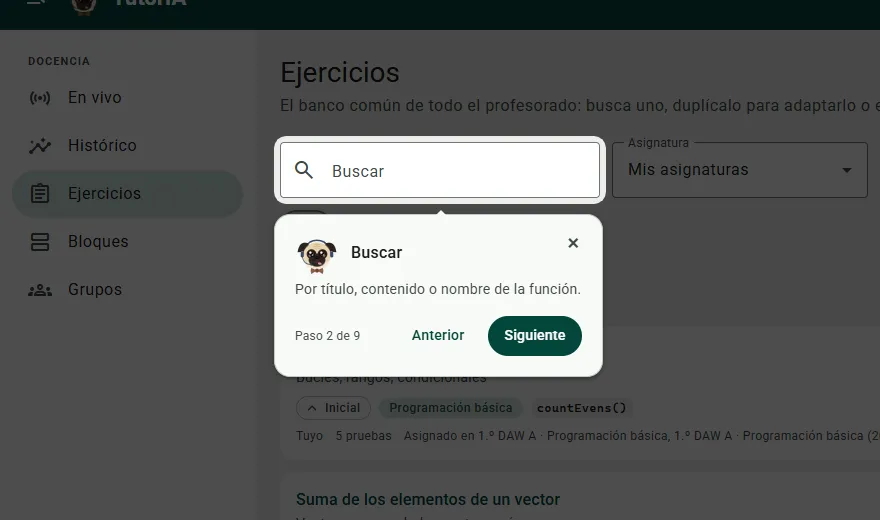 TutorIA
DOCENCIA
En vivo
Histórico
Ejercicios
Bloques
Grupos
Ejercicios
El banco común de todo el profesorado: busca uno, duplícalo para adaptarlo o
Buscar
Asignatura
Mis asignaturas
Buscar
Por título, contenido o nombre de la función.
Paso 2 de 9
Anterior
Siguiente
Bucles, rangos, condicionales
Inicial
Programación básica
countEvens()
Tuyo 5 pruebas Asignado en 1.º DAW A · Programación básica, 1.º DAW A · Programación básica (2
Suma de los elementos de un vector